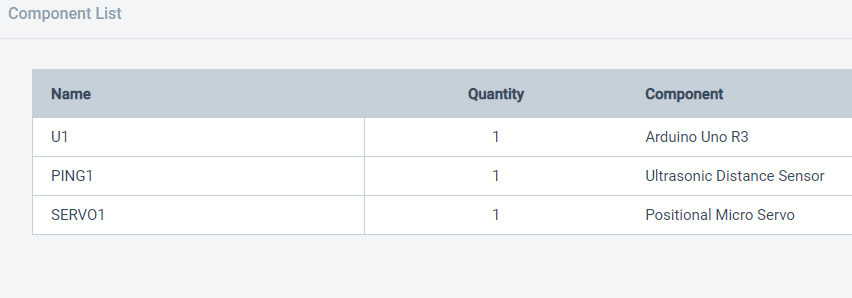 Component List
Name Quantity Component
U1 1 Arduino Uno R3
PING1 1 Ultrasonic Distance Sensor
SERVO1 1 Positional Micro Servo